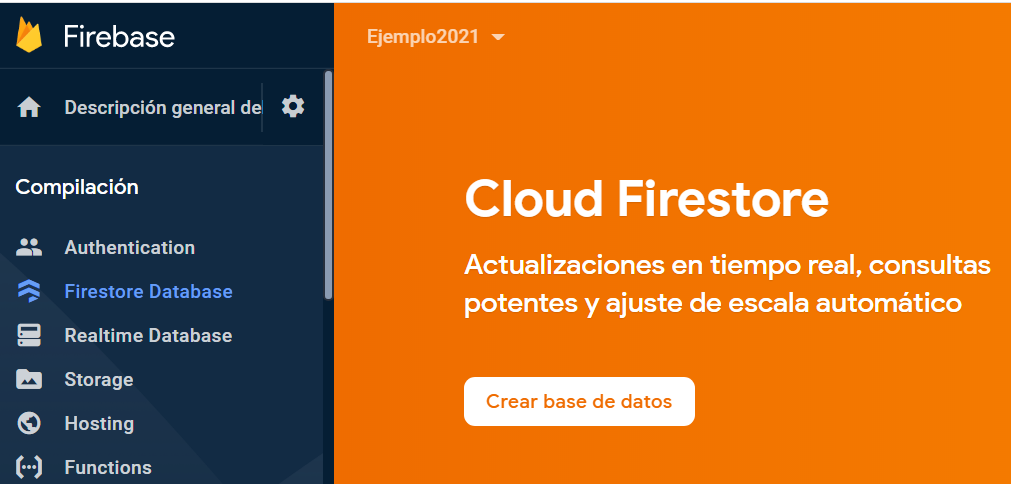 Firebase
Ejemplo2021
Descripción general de
Compilación
Authentication
Firestore Database
Realtime Database
Storage
Hosting
Functions
Cloud Firestore
Actualizaciones en tiempo real, consultas
potentes y ajuste de escala automático
Crear base de datos